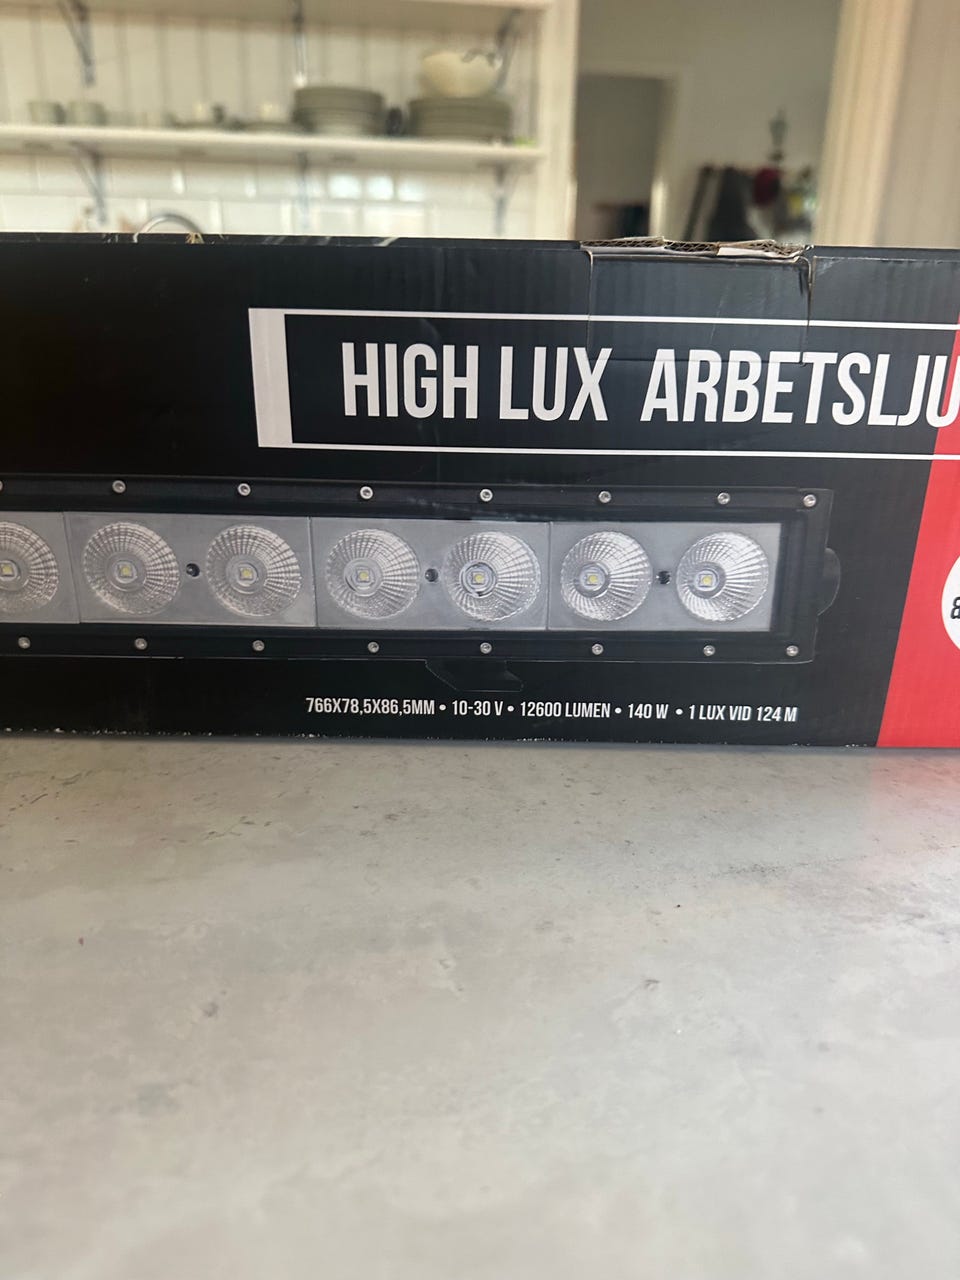 HIGH LUX ARBETSLJU
&
766X78,5X86,5MM • 10-30 V • 12600 LUMEN • 140 W • 1 LUX VID 124 M